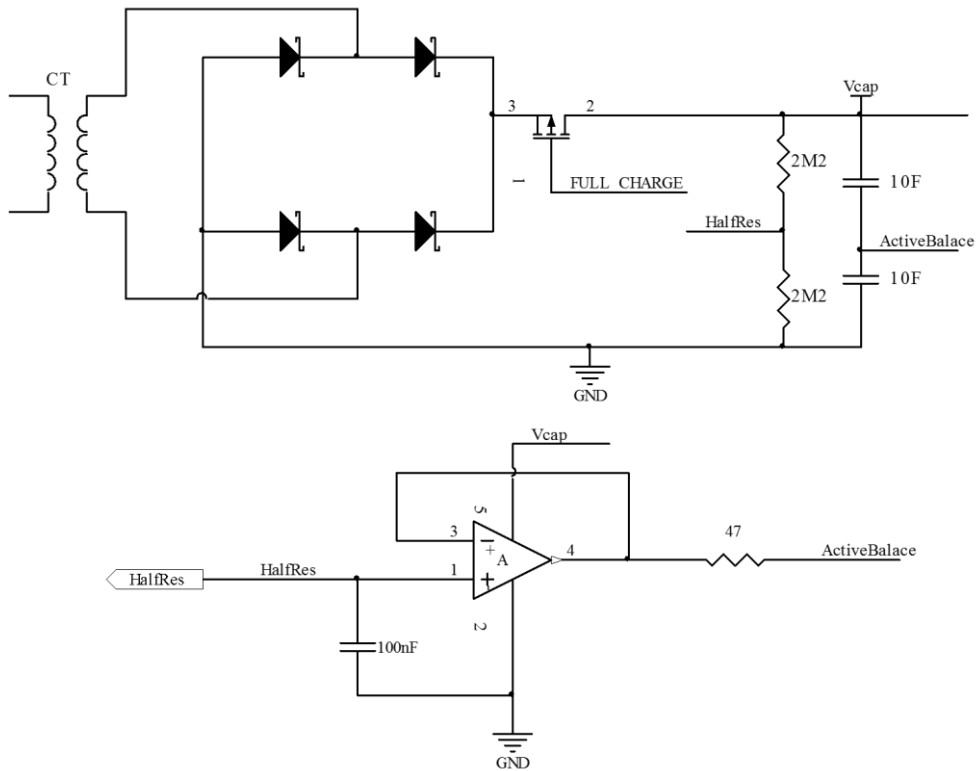 CT
Vcap
3
2
1
FULL CHARGE
2M2
10F
HalfRes
ActiveBalace
2M2
10F
GND
Vcap
5
3
4
47
A
ActiveBalace
HalfRes
HalfRes
1
2
100nF
GND